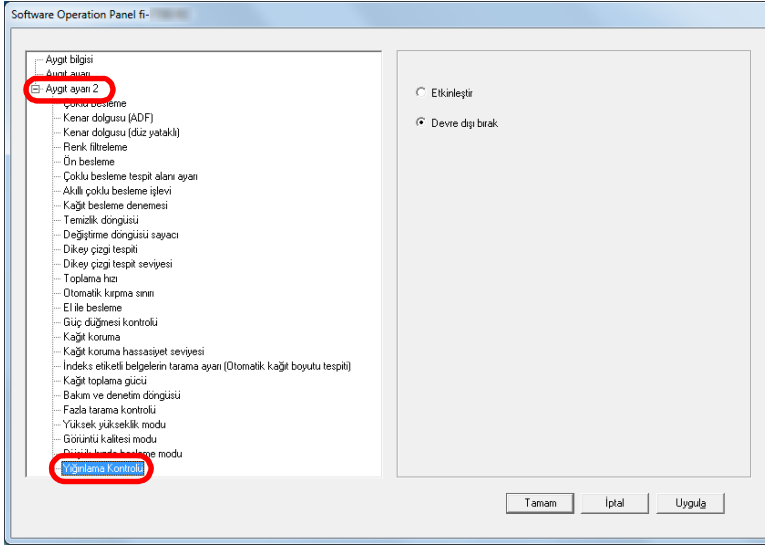 Software Operation Panel fi-
Aygıt bilgisi
Aygıt ayarı
Aygıt ayarı 2
Çoklu besleme
Kenar dolgusu (ADF)
Kenar dolgusu (düz yataklı)
Renk filtreleme
Ön besleme
Çoklu besleme tespit alanı ayarı
Akıllı çoklu besleme işlevi
Kağıt besleme denemesi
Temizlik döngüsü
Değiştirme döngüsü sayacı
Dikey çizgi tespiti
Dikey çizgi tespit seviyesi
Toplama hızı
Otomatik kırpma sınırı
El ile besleme
Güç düğmesi kontrolü
Kağıt koruma
Kağıt koruma hassasiyet seviyesi
İndeks etiketli belgelerin tarama ayarı (Otomatik kağıt boyutu tespiti)
Kağıt toplama gücü
Bakım ve denetim döngüsü
Fazla tarama kontrolü
Yüksek yükseklik modu
Görüntü kalitesi modu
Düşük hızda besleme modu
Yığınlama Kontrolü
Etkinleştir
Devre dışı bırak
Tamam
İptal
Uygula